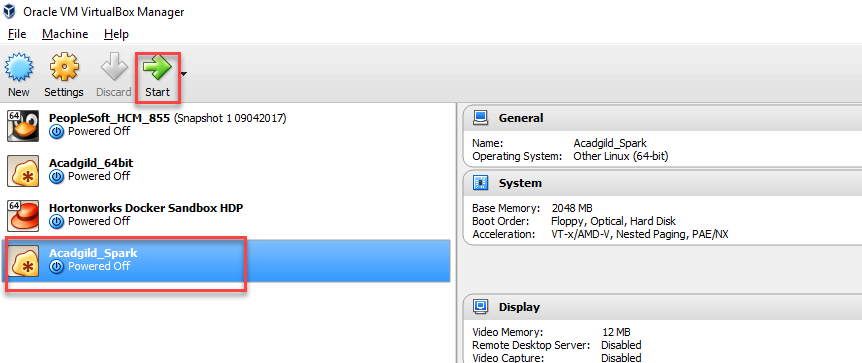 Oracle VM VirtualBox Manager
File Machine Help
New Settings Discard Start
64 PeopleSoft_HCM_855 (Snapshot 1 09042017)
Powered Off
Acadgild_64bit
Powered Off
64 Hortonworks Docker Sandbox HDP
Powered Off
Acadgild_Spark
Powered Off
General
Name: Acadgild_Spark
Operating System: Other Linux (64-bit)
System
Base Memory: 2048 MB
Boot Order: Floppy, Optical, Hard Disk
Acceleration: VT-x/AMD-V, Nested Paging, PAE/NX
Display
Video Memory: 12 MB
Remote Desktop Server: Disabled
Video Capture: Disabled